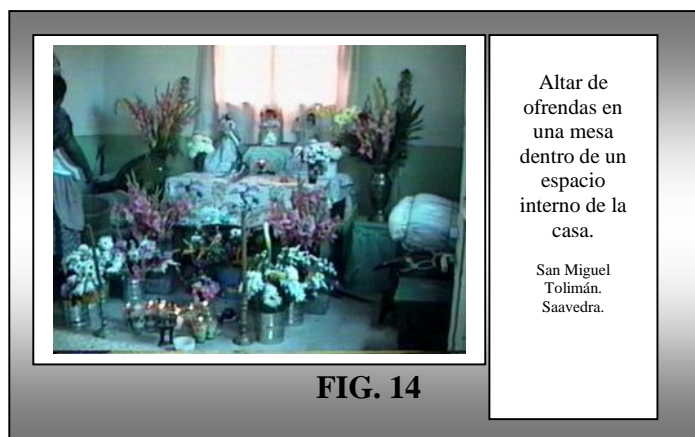 Altar de
ofrendas en
una mesa
dentro de un
espacio
interno de la
casa.
San Miguel
Tolimán.
Saavedra.
FIG. 14